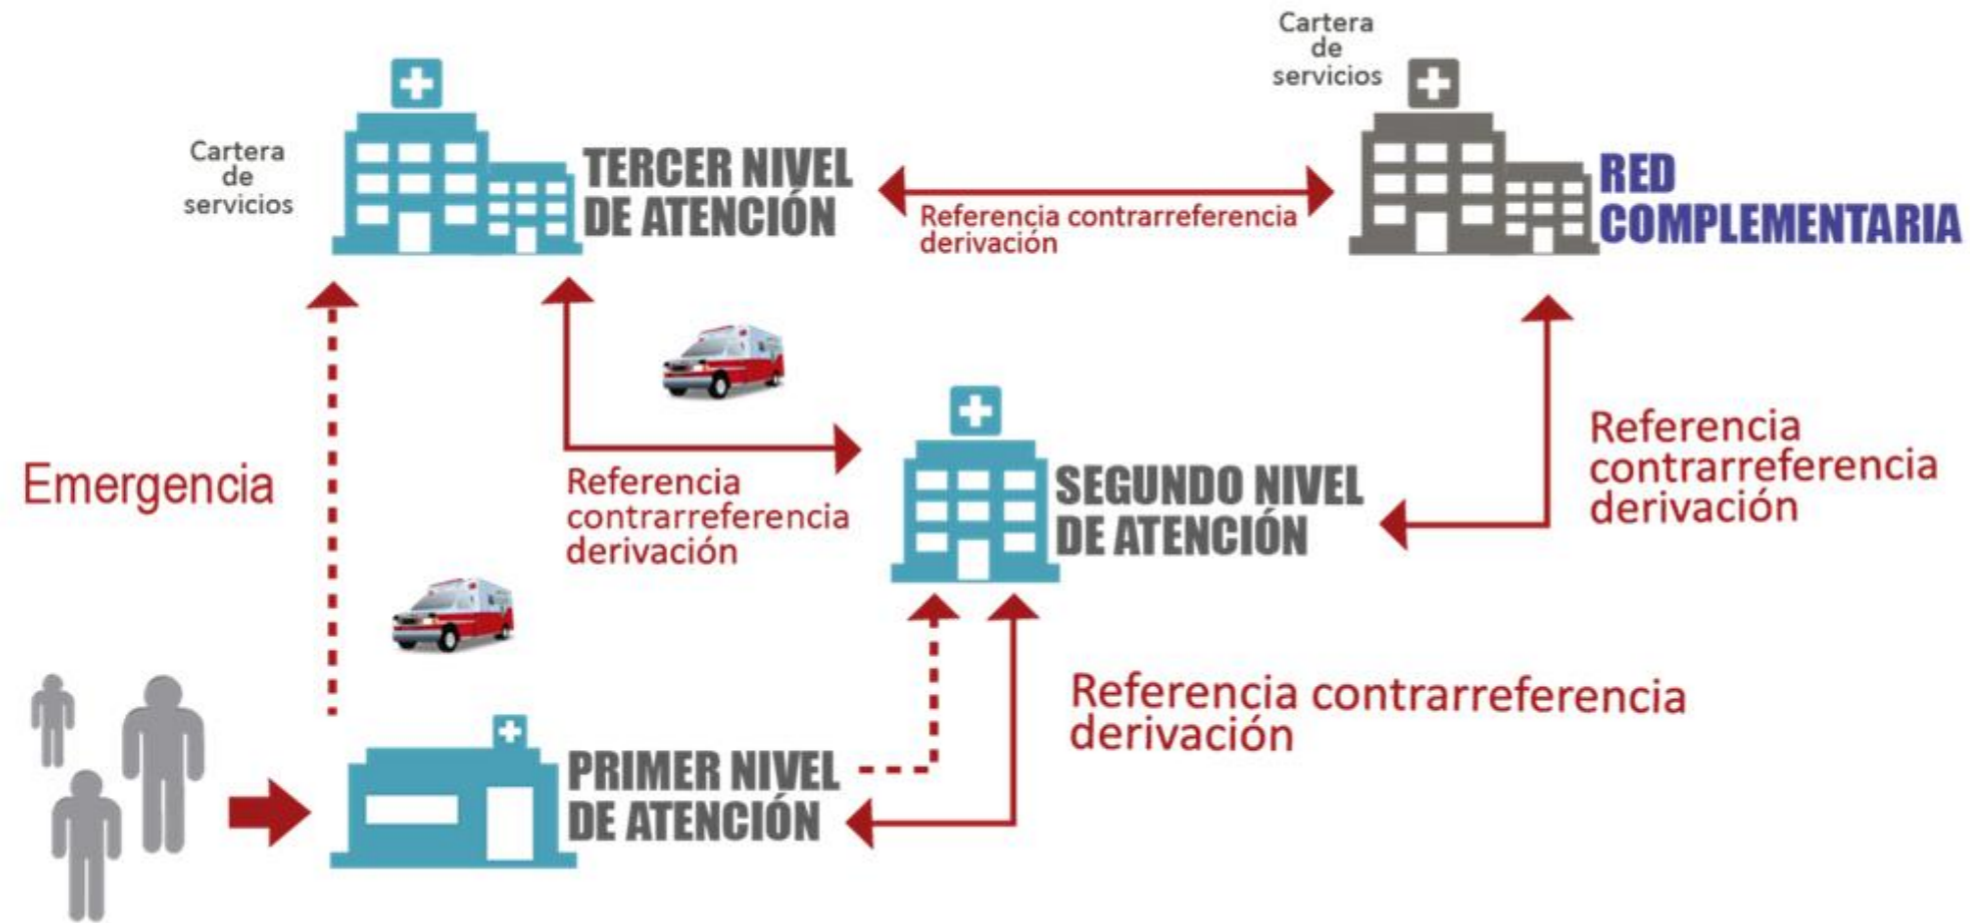 Cartera
de
servicios
Cartera
de
servicios
TERCER NIVEL
DE ATENCIÓN
Referencia contrarreferencia
derivación
RED
COMPLEMENTARIA
Emergencia
Referencia
contrarreferencia
derivación
SEGUNDO NIVEL
DE ATENCIÓN
Referencia
contrarreferencia
derivación
Referencia contrarreferencia
derivación
PRIMER NIVEL
DE ATENCIÓN